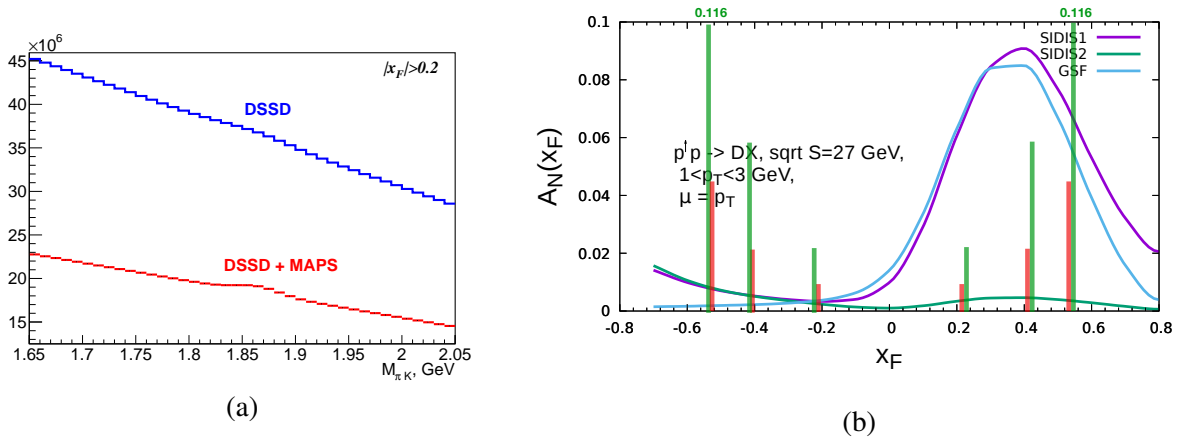 ×10⁶
|x_F|>0.2
45
40
35
30
25
20
15
DSSD
DSSD + MAPS
1.65 1.7 1.75 1.8 1.85 1.9 1.95 2 2.05
M_π K, GeV
(a)
0.116 0.116
0.1
0.08
0.06
0.04
0.02
0
A_N(x_F)
SIDIS1
SIDIS2
GSF
p↑p -> DX, sqrt S=27 GeV,
1<p_T<3 GeV,
μ = p_T
-0.8 -0.6 -0.4 -0.2 0 0.2 0.4 0.6 0.8
x_F
(b)